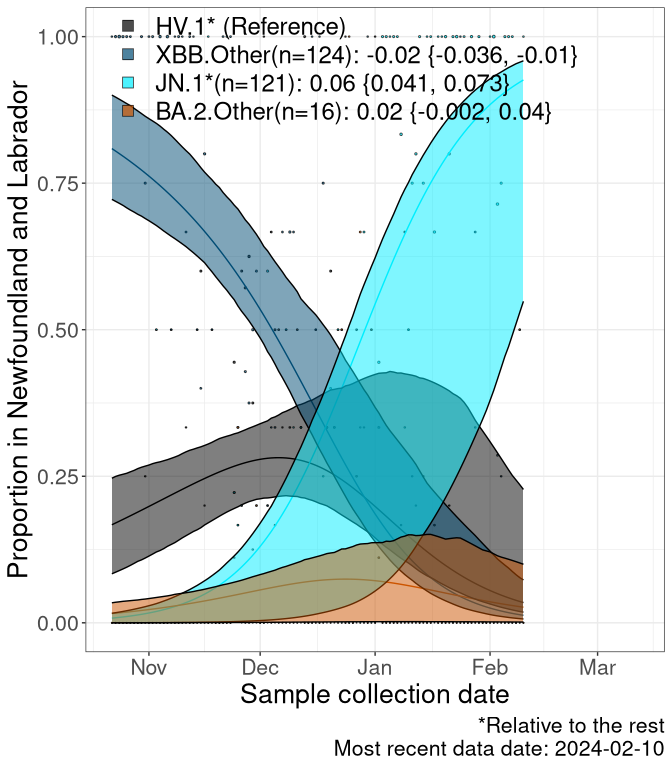 HV.1* (Reference)
XBB.Other(n=124): -0.02 {-0.036, -0.01}
JN.1*(n=121): 0.06 {0.041, 0.073}
BA.2.Other(n=16): 0.02 {-0.002, 0.04}
Proportion in Newfoundland and Labrador
1.00
0.75
0.50
0.25
0.00
Nov Dec Jan Feb Mar
Sample collection date
*Relative to the rest
Most recent data date: 2024-02-10